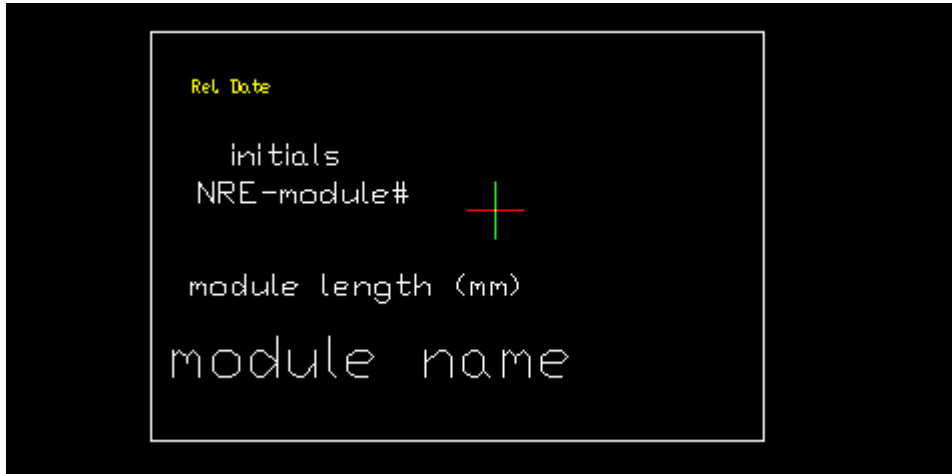 Rel. Date
initials
NRE-module#
module length (mm)
module name